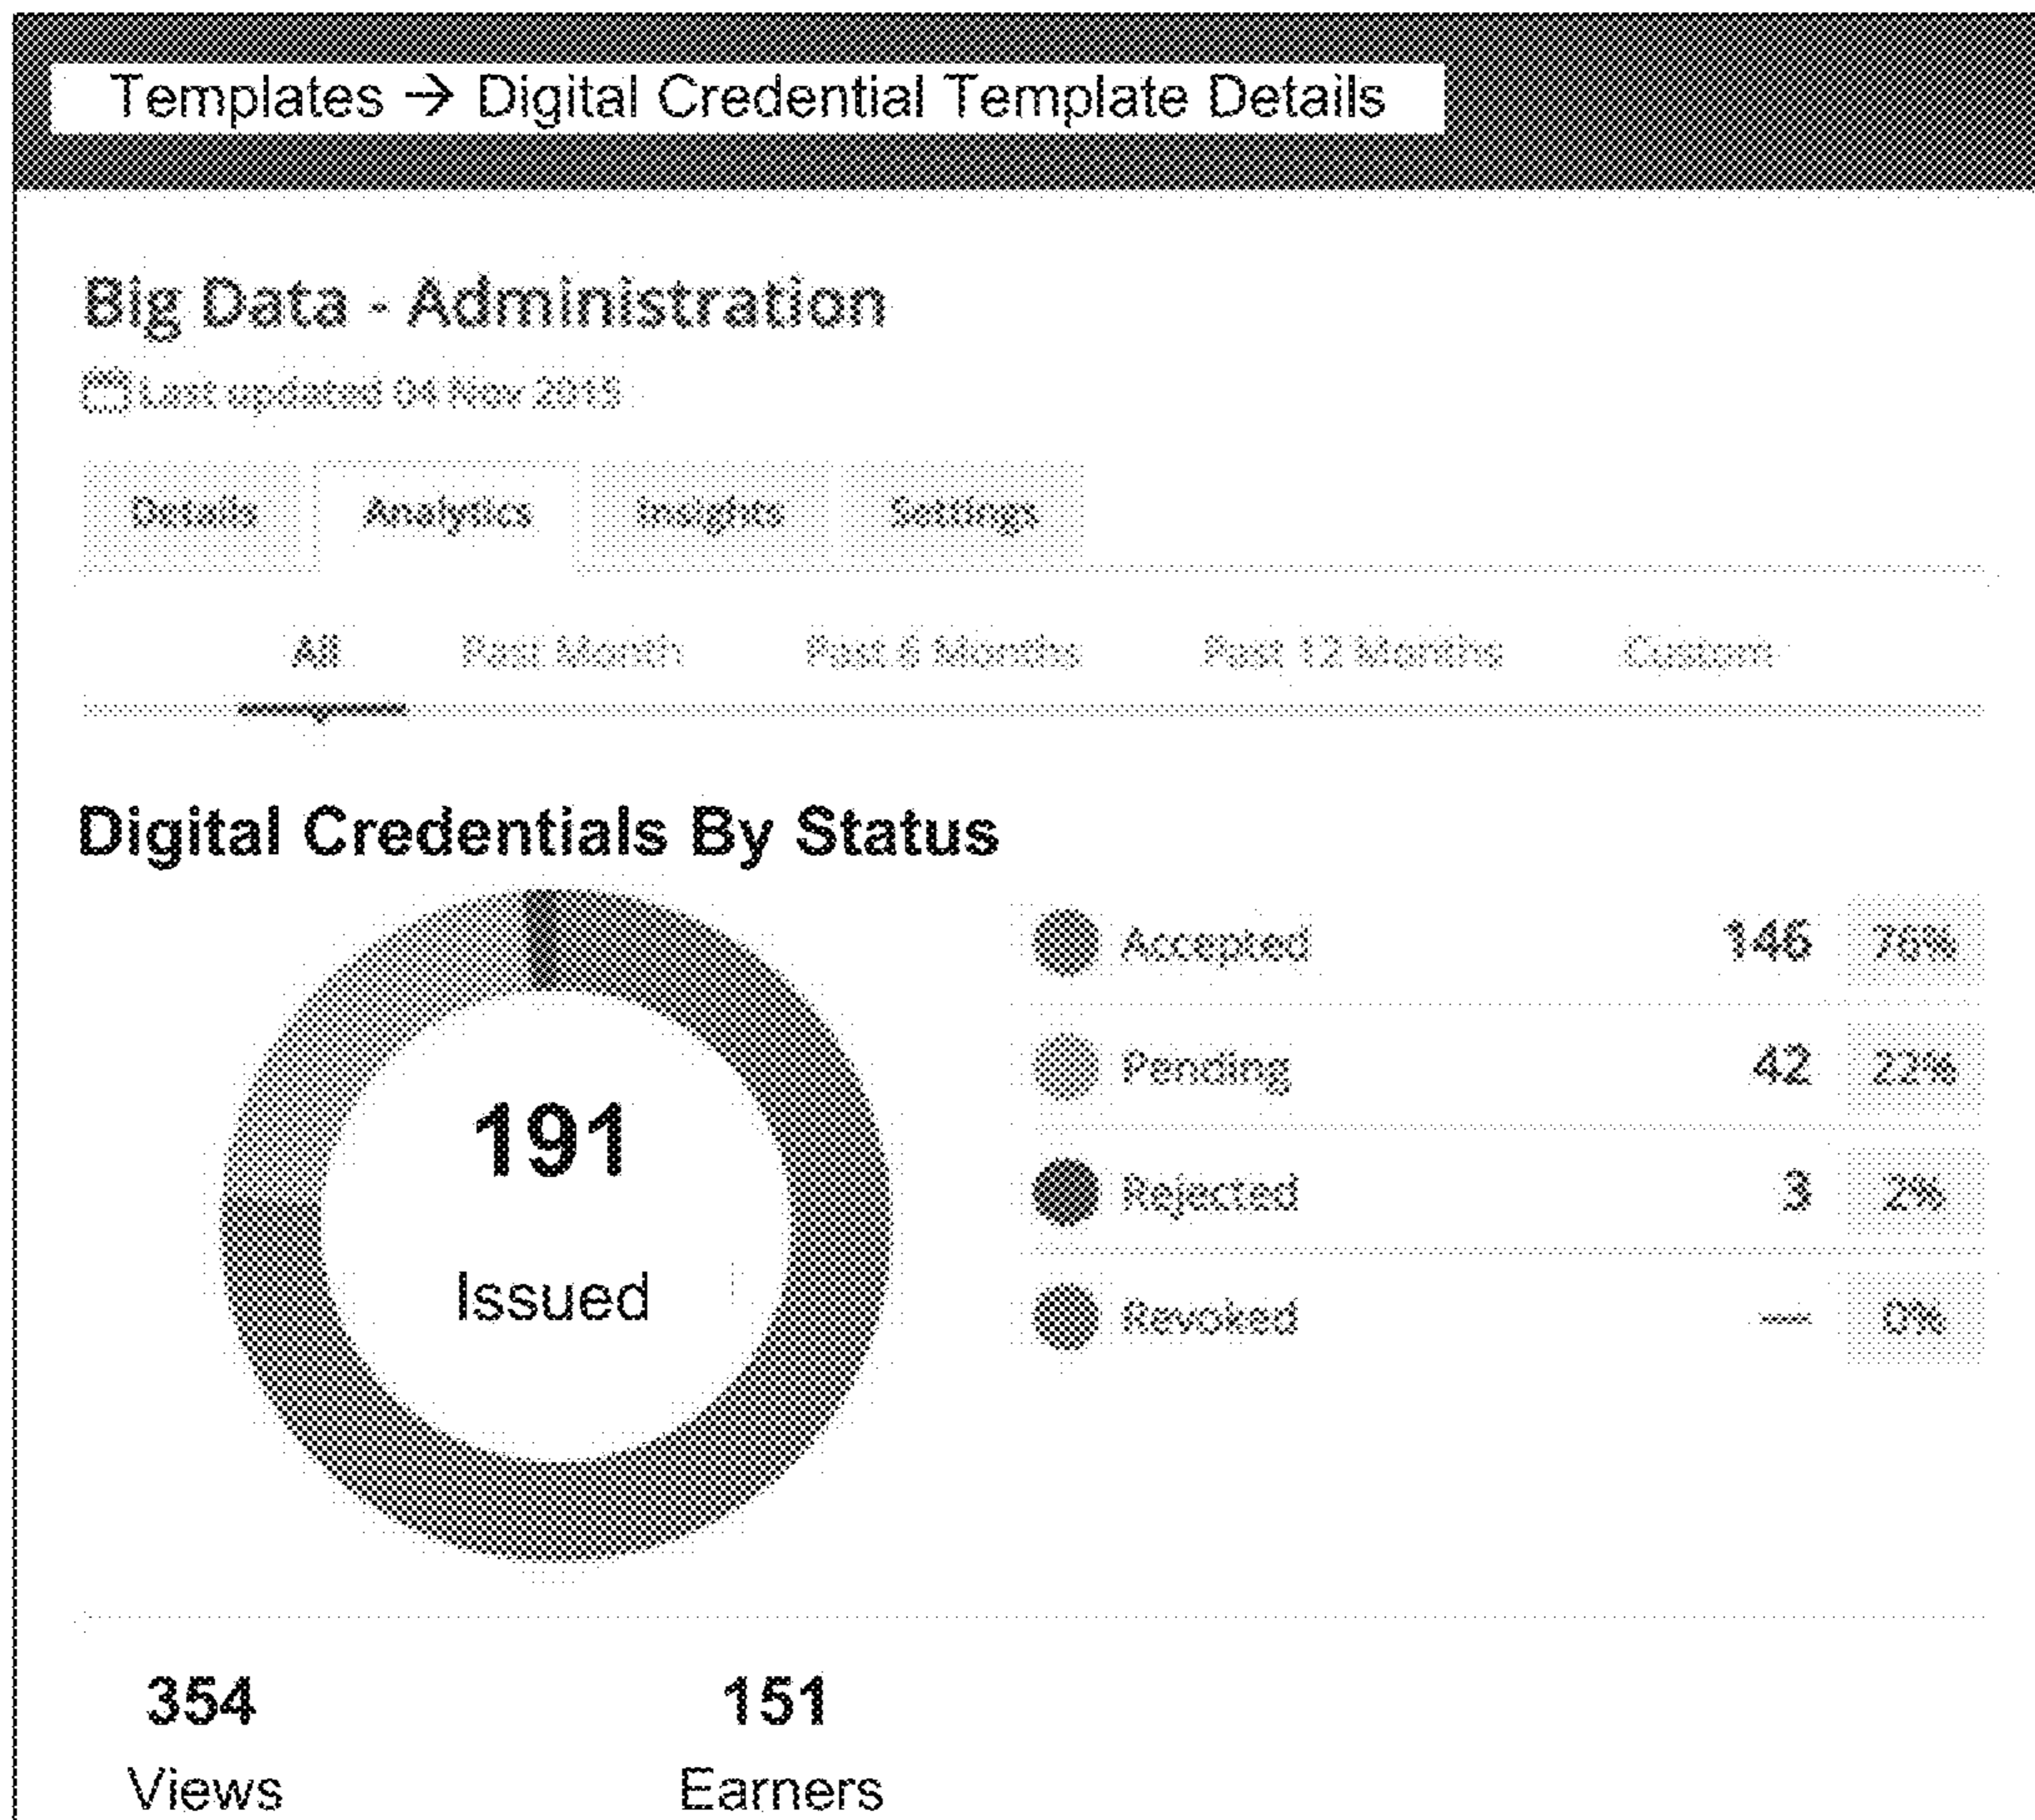 Templates → Digital Credential Template Details
Big Data - Administration
Last updated 04 Nov 2015
Details Analytics Insights Settings
All Past Month Past 6 Months Past 12 Months Custom
Digital Credentials By Status
191
Issued
Accepted 146 76%
Pending 42 22%
Rejected 3 2%
Revoked — 0%
354 151
Views Earners